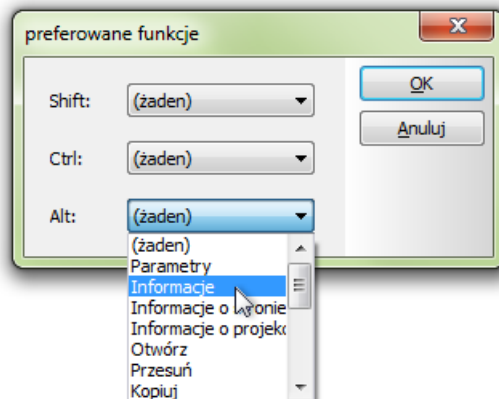 preferowane funkcje
Shift: (żaden)
OK
Anuluj
Ctrl: (żaden)
Alt: (żaden)
(żaden)
Parametry
Informacje
Informacje o
Informacje o
Otwórz
Przesuń
Kopiuj